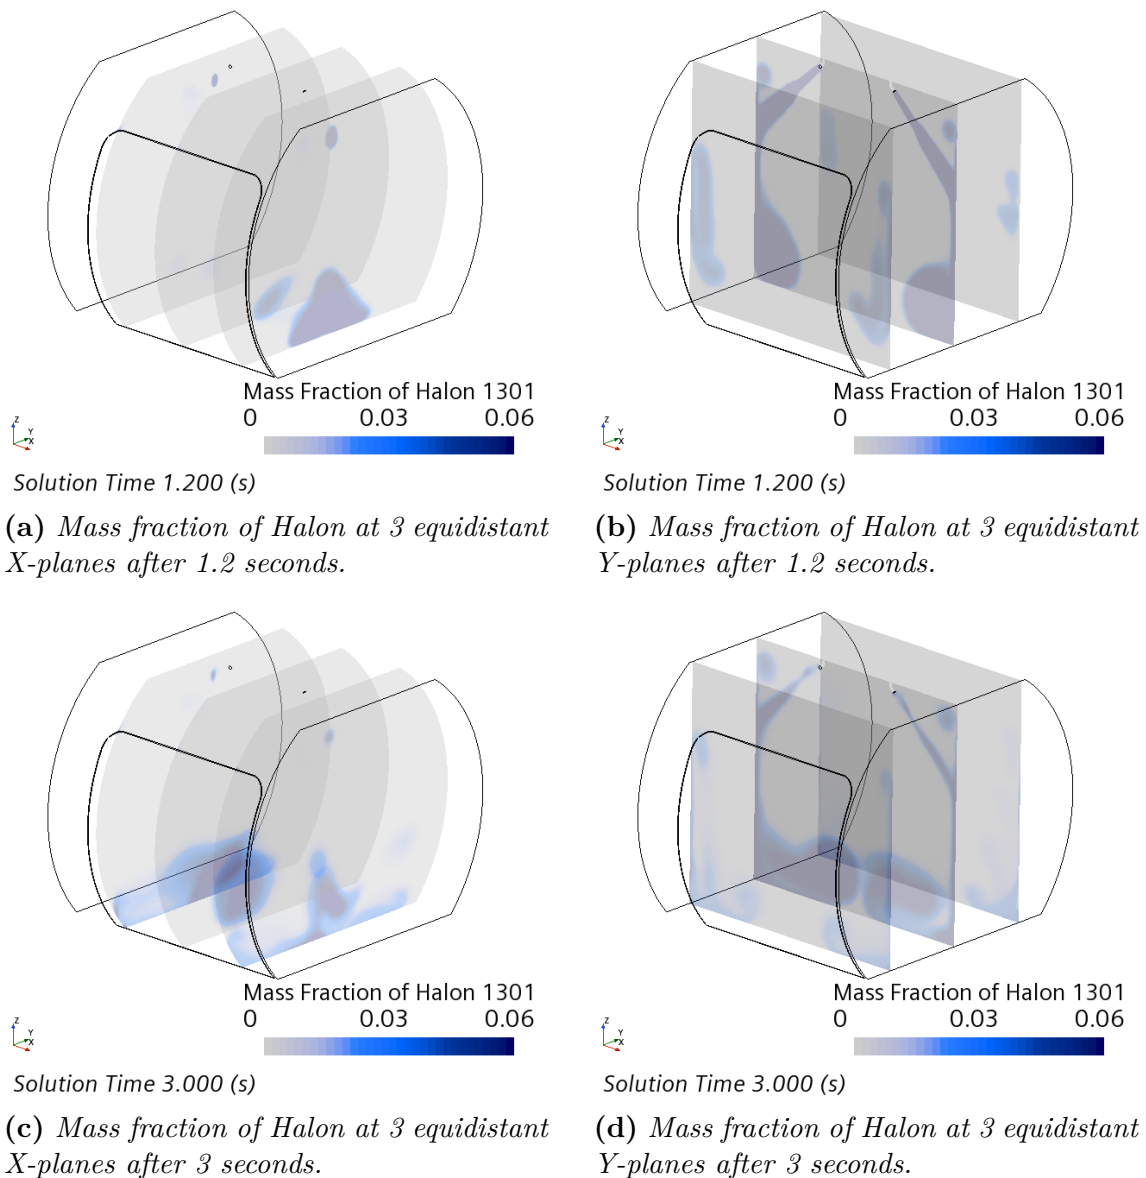 Mass Fraction of Halon 1301
0 0.03 0.06
Z
Y
X
Solution Time 1.200 (s)
(a) Mass fraction of Halon at 3 equidistant
X-planes after 1.2 seconds.
Mass Fraction of Halon 1301
0 0.03 0.06
Z
Y
X
Solution Time 1.200 (s)
(b) Mass fraction of Halon at 3 equidistant
Y-planes after 1.2 seconds.
Mass Fraction of Halon 1301
0 0.03 0.06
Z
Y
X
Solution Time 3.000 (s)
(c) Mass fraction of Halon at 3 equidistant
X-planes after 3 seconds.
Mass Fraction of Halon 1301
0 0.03 0.06
Z
Y
X
Solution Time 3.000 (s)
(d) Mass fraction of Halon at 3 equidistant
Y-planes after 3 seconds.